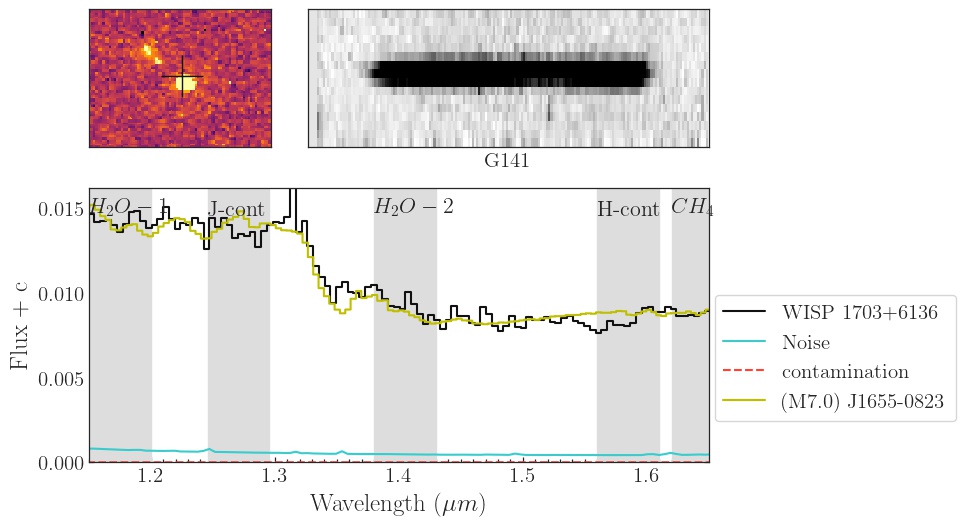 G141
H₂O − 1 J-cont H₂O − 2 H-cont CH₄
0.015
0.010
0.005
0.000
Flux + c
1.2 1.3 1.4 1.5 1.6
Wavelength (μm)
WISP 1703+6136
Noise
contamination
(M7.0) J1655-0823